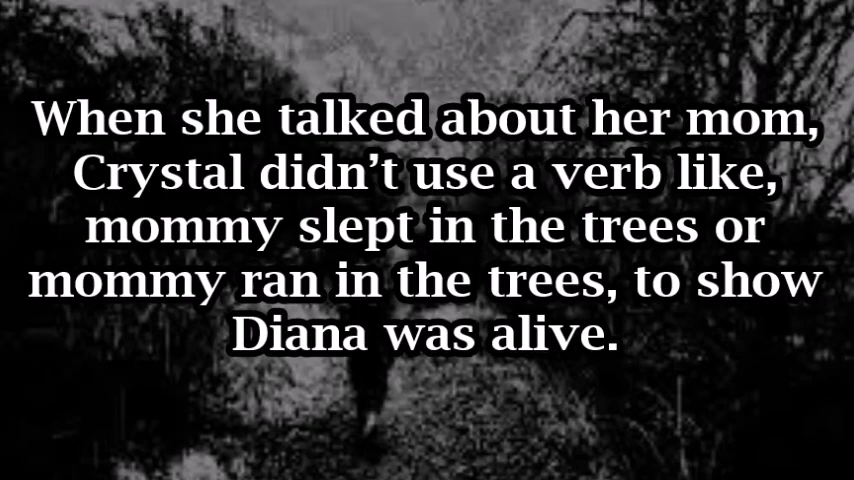 When she talked about her mom,
Crystal didn't use a verb like,
mommy slept in the trees or
mommy ran in the trees, to show
Diana was alive.